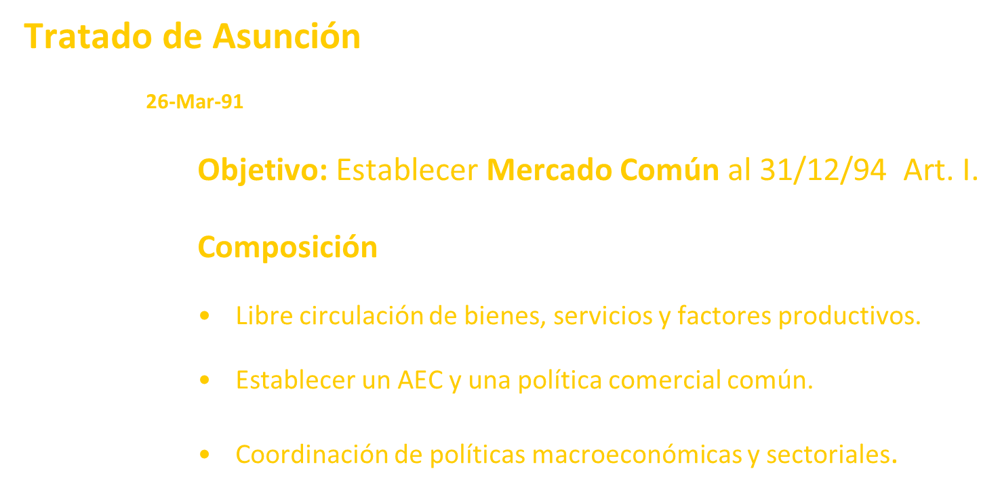 Tratado de Asunción
26-Mar-91
Objetivo: Establecer Mercado Común al 31/12/94 Art. I.
Composición
• Libre circulación de bienes, servicios y factores productivos.
• Establecer un AEC y una política comercial común.
• Coordinación de políticas macroeconómicas y sectoriales.